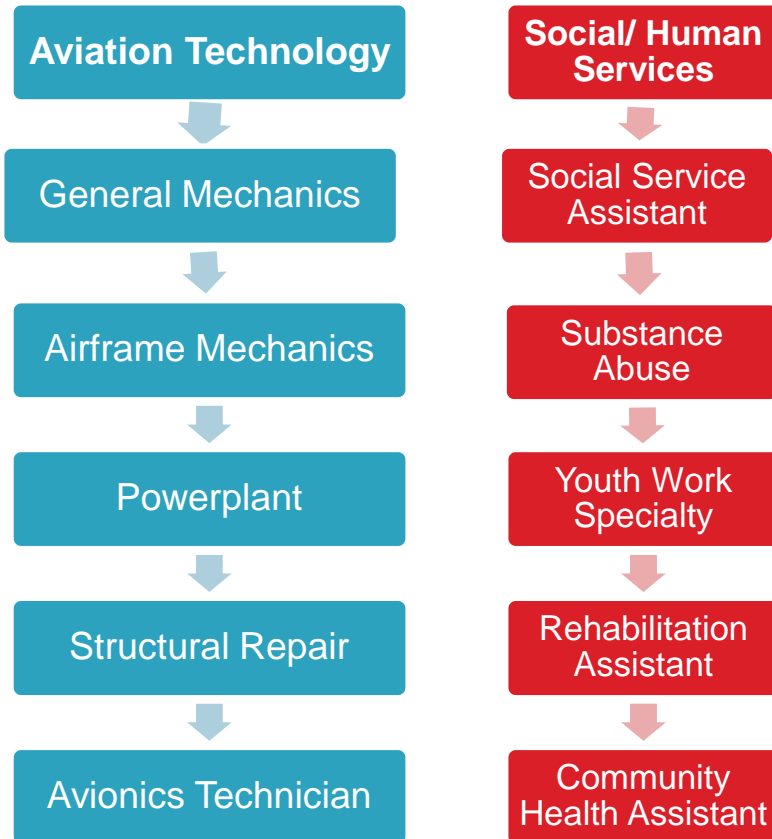 Aviation Technology
General Mechanics
Airframe Mechanics
Powerplant
Structural Repair
Avionics Technician
Social/ Human
Services
Social Service
Assistant
Substance
Abuse
Youth Work
Specialty
Rehabilitation
Assistant
Community
Health Assistant